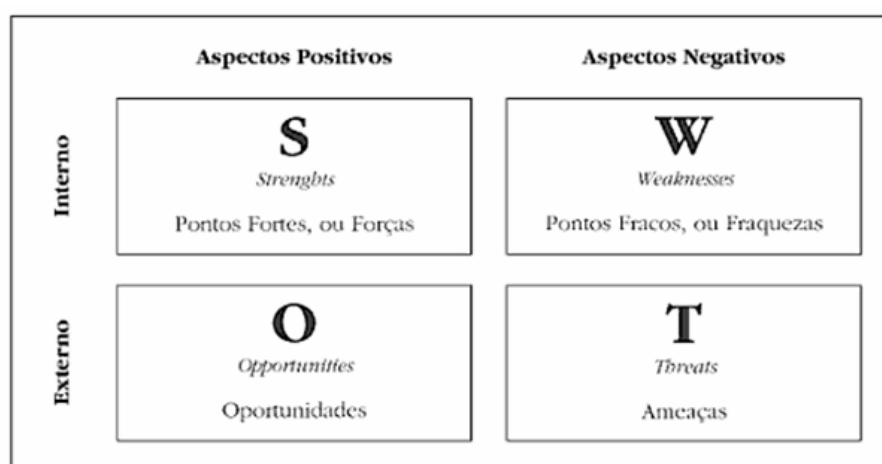 Aspectos Positivos
Aspectos Negativos
Interno
S
Strenghts
Pontos Fortes, ou Forças
W
Weaknesses
Pontos Fracos, ou Fraquezas
Externo
O
Opportunities
Oportunidades
T
Threats
Ameaças